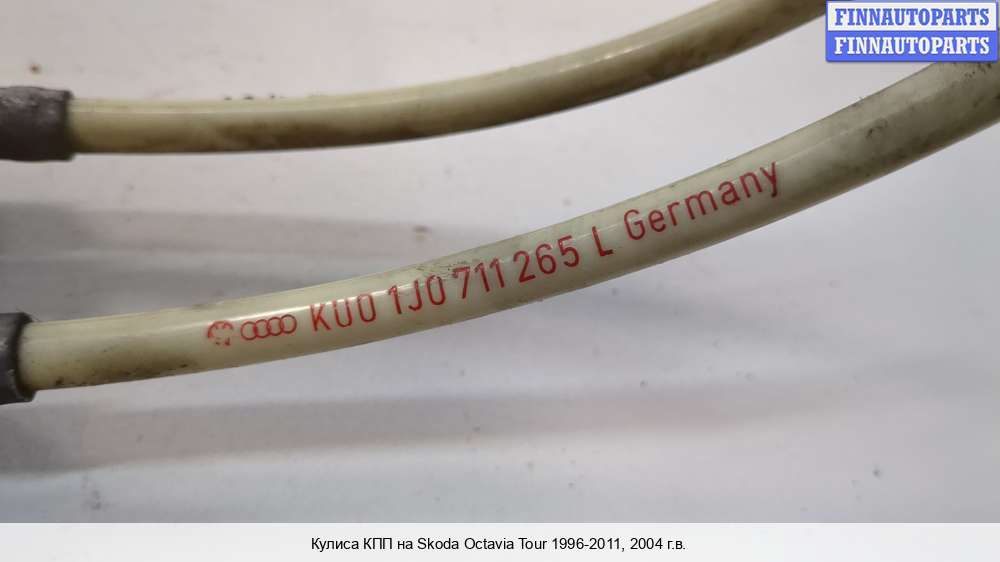 FINNAUTOPARTS
FINNAUTOPARTS
KU0 1J0 711 265 L Germany
Кулиса КПП на Skoda Octavia Tour 1996-2011, 2004 г.в.